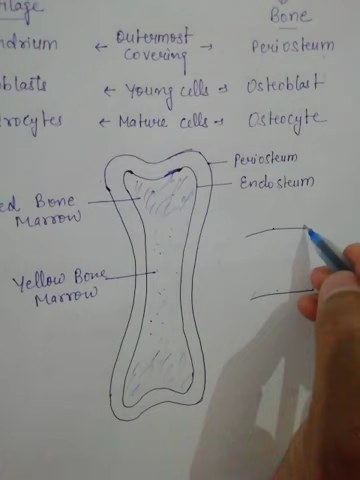 Bone
← Outermost Covering → Periosteum
← Young cells → Osteoblast
← Mature cells → Osteocyte
Periosteum
Endosteum
Bone
Marrow
Yellow Bone
Marrow